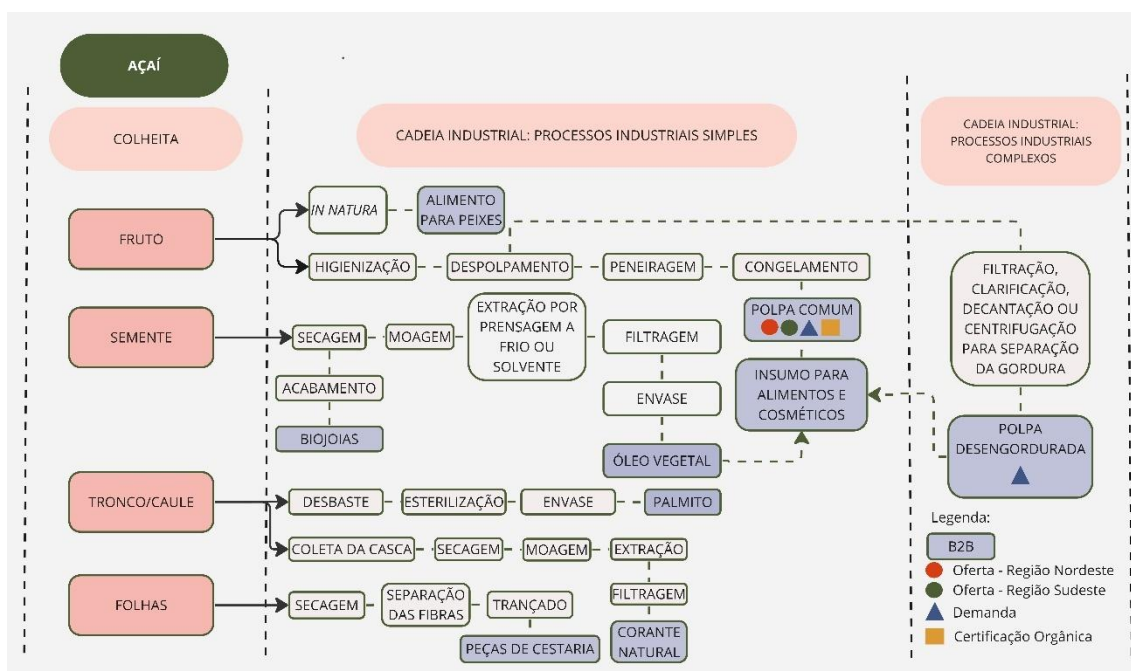 AÇAÍ
COLHEITA
CADEIA INDUSTRIAL: PROCESSOS INDUSTRIAIS SIMPLES
CADEIA INDUSTRIAL:
PROCESSOS INDUSTRIAIS
COMPLEXOS
FRUTO
IN NATURA
ALIMENTO
PARA PEIXES
HIGIENIZAÇÃO
DESPOLPAMENTO
PENEIRAGEM
CONGELAMENTO
POLPA COMUM
FILTRAÇÃO,
CLARIFICAÇÃO,
DECANTAÇÃO OU
CENTRIFUGAÇÃO
PARA SEPARAÇÃO
DA GORDURA
SEMENTE
SECAGEM
MOAGEM
EXTRAÇÃO POR
PRENSAGEM A
FRIO OU
SOLVENTE
FILTRAGEM
ACABAMENTO
ENVASE
INSUMO PARA
ALIMENTOS E
COSMÉTICOS
BIOJOIAS
ÓLEO VEGETAL
POLPA
DESENGORDURADA
TRONCO/CAULE
DESBASTE
ESTERILIZAÇÃO
ENVASE
PALMITO
COLETA DA CASCA
SECAGEM
MOAGEM
EXTRAÇÃO
FILTRAGEM
CORANTE
NATURAL
FOLHAS
SECAGEM
SEPARAÇÃO
DAS FIBRAS
TRANÇADO
PEÇAS DE CESTARIA
Legenda:
B2B
Oferta - Região Nordeste
Oferta - Região Sudeste
Demanda
Certificação Orgânica